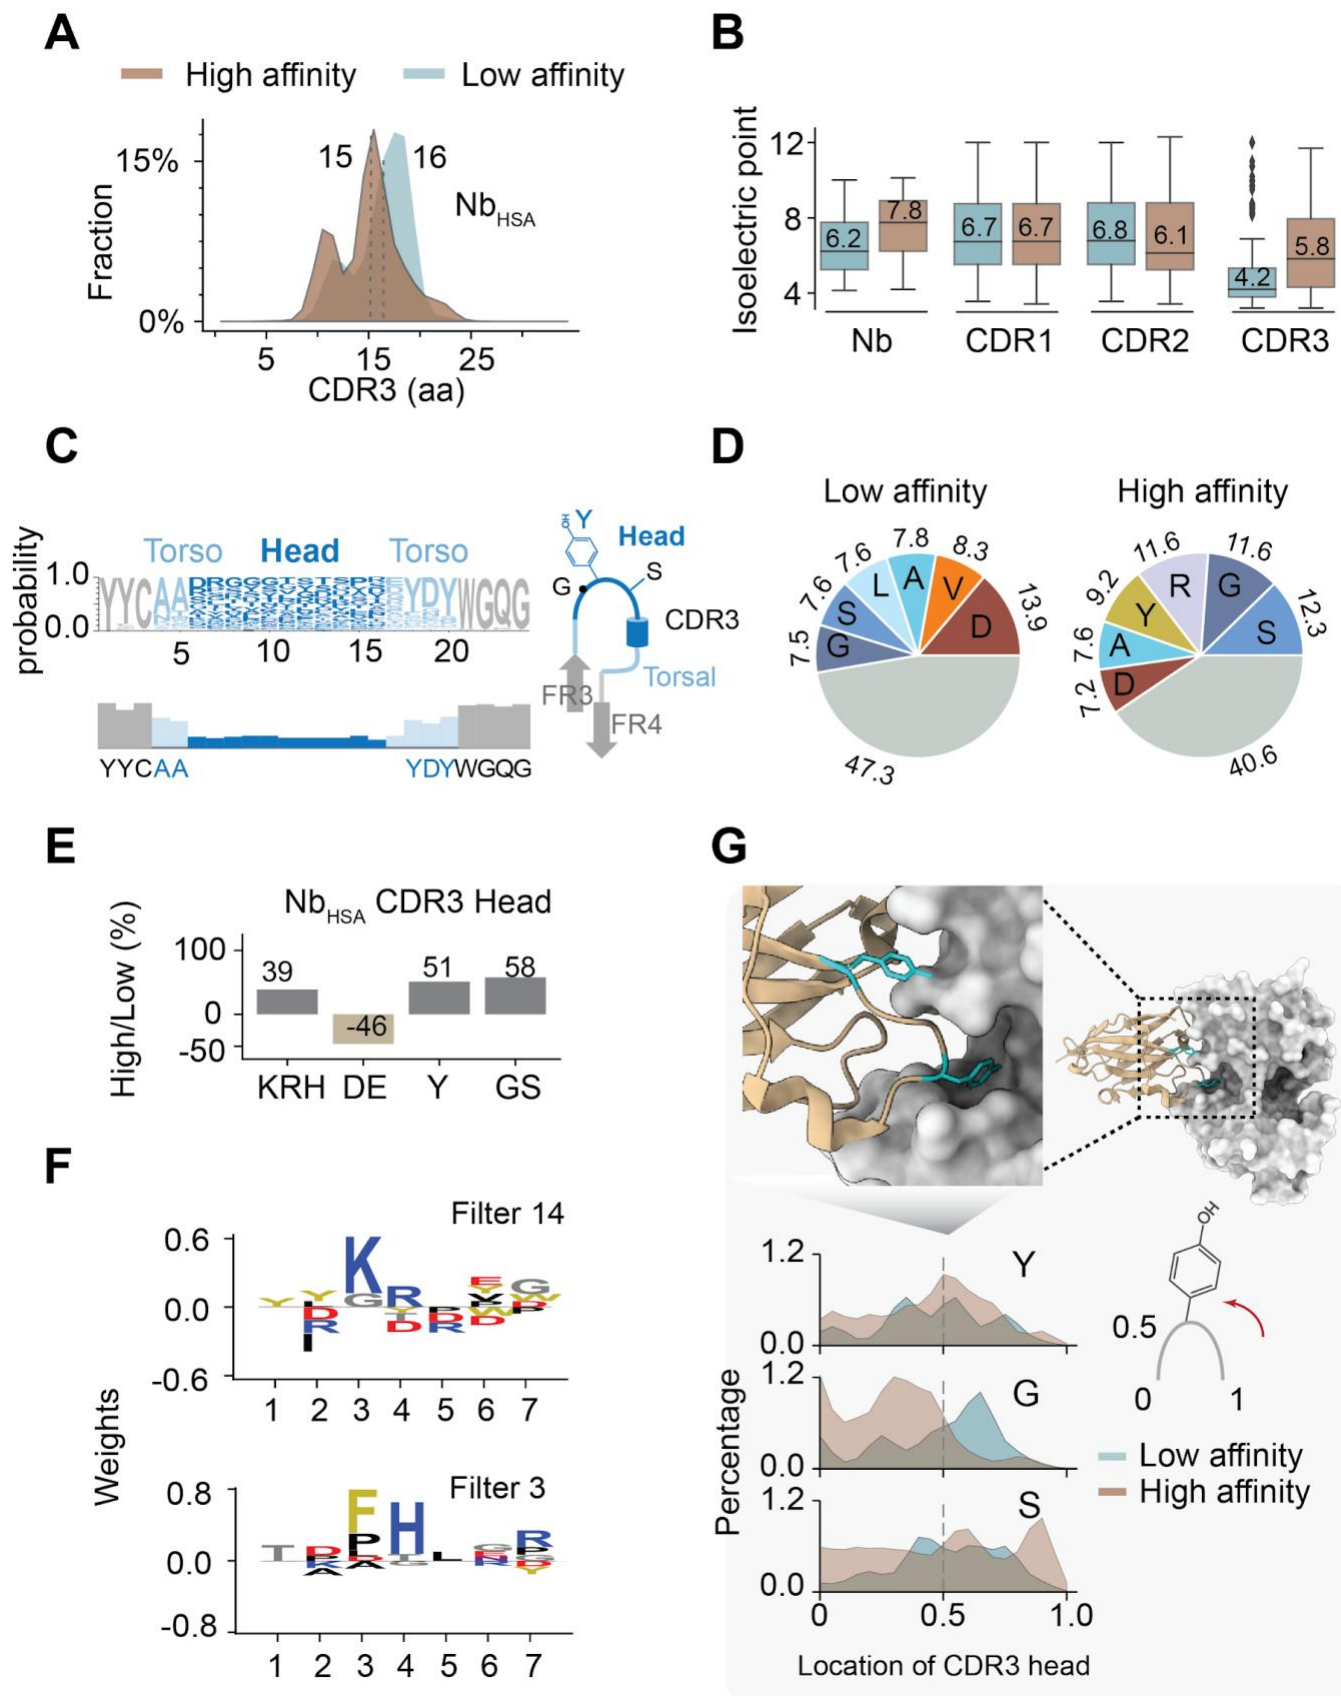 A
High affinity
Low affinity
15%
0%
Fraction
15
16
NbHSA
5
15
25
CDR3 (aa)
B
Isoelectric point
12
8
4
6.2
7.8
6.7
6.7
6.8
6.1
4.2
5.8
Nb
CDR1
CDR2
CDR3
C
probability
1.0
0.0
Torso
Head
Torso
YYCAA
YDYWGQG
5
10
15
20
YYCAA
YDYWGQG
OH
Y
Head
G
S
CDR3
Torsal
FR3
FR4
D
Low affinity
7.5
7.6
7.6
7.8
8.3
13.9
G
S
L
A
V
D
47.3
High affinity
7.2
7.6
9.2
11.6
11.6
12.3
D
A
Y
R
G
S
40.6
E
NbHSA CDR3 Head
High/Low (%)
100
0
-50
39
-46
51
58
KRH
DE
Y
GS
F
Weights
Filter 14
0.6
0.0
-0.6
K
G
R
1
2
3
4
5
6
7
Filter 3
0.8
0.0
-0.8
T
F
P
H
L
R
1
2
3
4
5
6
7
G
Percentage
1.2
0.0
Y
1.2
0.0
G
1.2
0.0
S
0
0.5
1.0
Location of CDR3 head
OH
0.5
0
1
Low affinity
High affinity